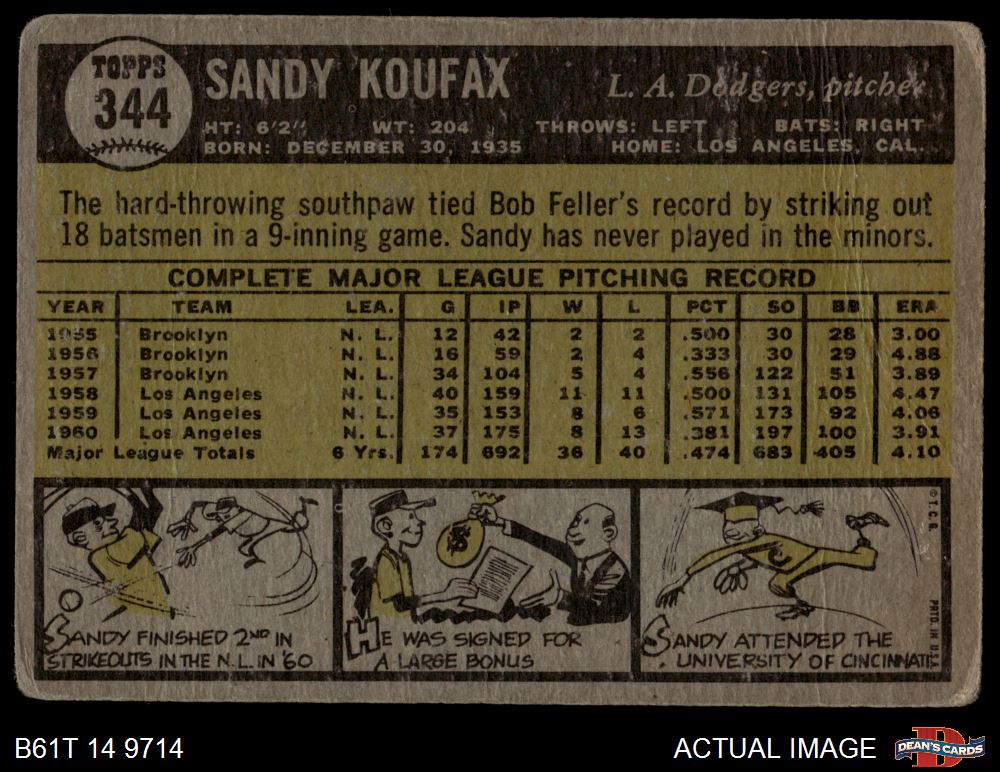 TOPPS
344
SANDY KOUFAX
L. A. Dodgers, pitcher
HT: 6'2" WT: 204 THROWS: LEFT BATS: RIGHT
BORN: DECEMBER 30, 1935 HOME: LOS ANGELES, CAL.
The hard-throwing southpaw tied Bob Feller's record by striking out
18 batsmen in a 9-inning game. Sandy has never played in the minors.
COMPLETE MAJOR LEAGUE PITCHING RECORD
YEAR TEAM LEA. G IP W L PCT SO BB ERA
1955 Brooklyn N. L. 12 42 2 2 .500 30 28 3.00
1956 Brooklyn N. L. 16 59 2 4 .333 30 29 4.88
1957 Brooklyn N. L. 34 104 5 4 .556 122 51 3.89
1958 Los Angeles N. L. 40 159 11 11 .500 131 105 4.47
1959 Los Angeles N. L. 35 153 8 6 .571 173 92 4.06
1960 Los Angeles N. L. 37 175 8 13 .381 197 100 3.91
Major League Totals 6 Yrs. 174 692 36 40 .474 683 405 4.10
SANDY FINISHED 2ND IN
STRIKEOUTS IN THE N.L. IN '60
$
HE WAS SIGNED FOR
A LARGE BONUS
C
SANDY ATTENDED THE
UNIVERSITY OF CINCINNATI
© T. C. G.
PRTD. IN U.S.
B61T 14 9714
ACTUAL IMAGE
D
DEAN'S CARDS